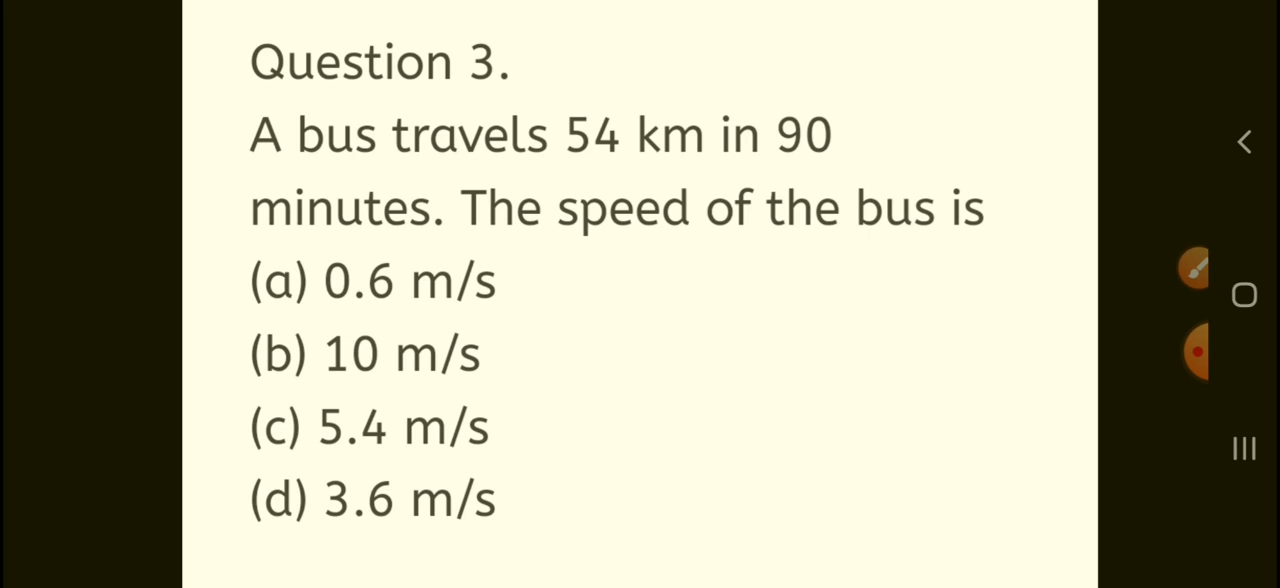 Question 3.
A bus travels 54 km in 90
minutes. The speed of the bus is
(a) 0.6 m/s
(b) 10 m/s
(c) 5.4 m/s
(d) 3.6 m/s